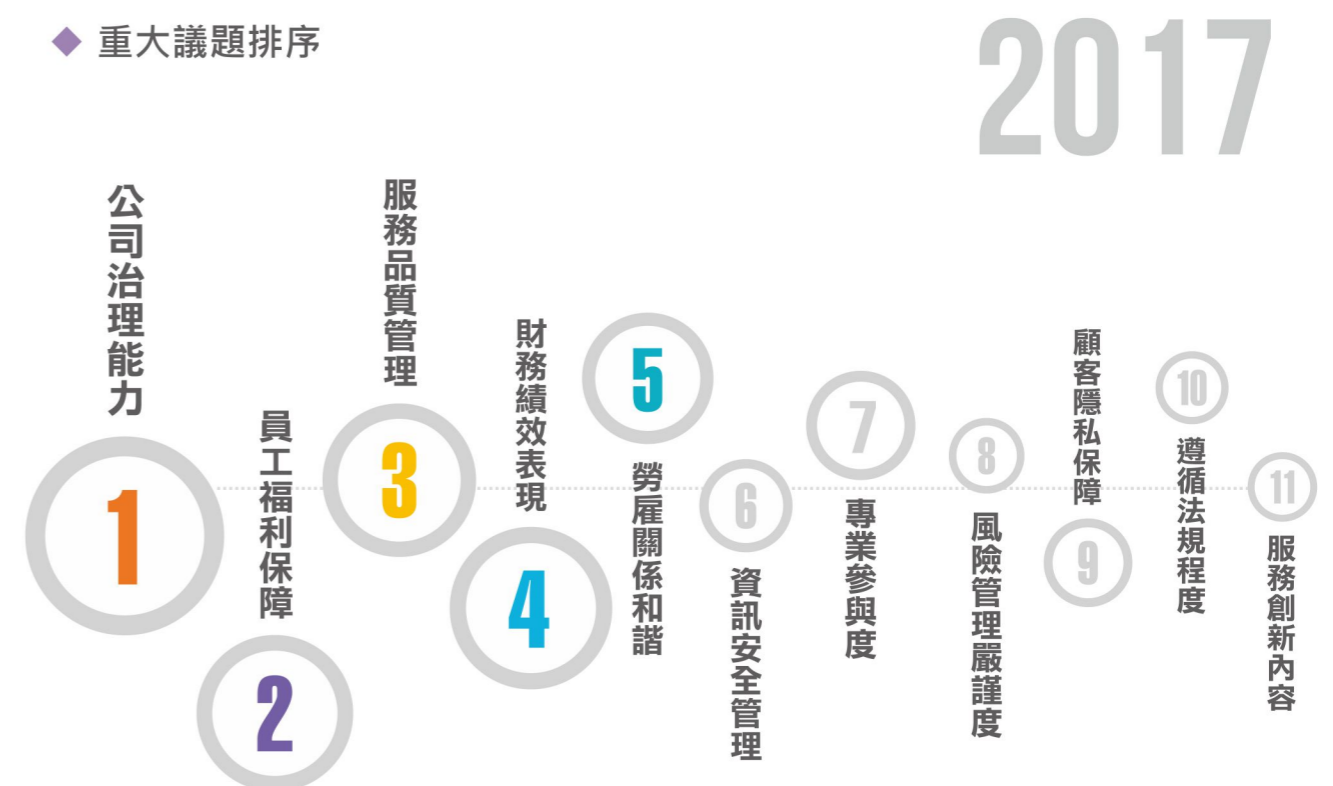 重大議題排序
2017
公司治理能力
1
員工福利保障
2
服務品質管理
3
財務績效表現
4
5
勞雇關係和諧
6
資訊安全管理
7
專業參與度
8
風險管理嚴謹度
顧客隱私保障
9
10
遵循法規程度
11
服務創新內容